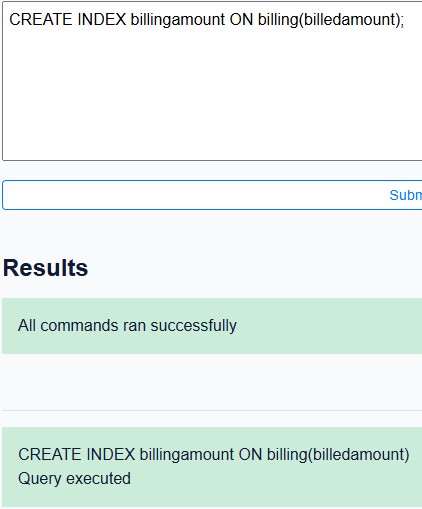 CREATE INDEX billingamount ON billing(billedamount);
Results
All commands ran successfully
CREATE INDEX billingamount ON billing(billedamount)
Query executed